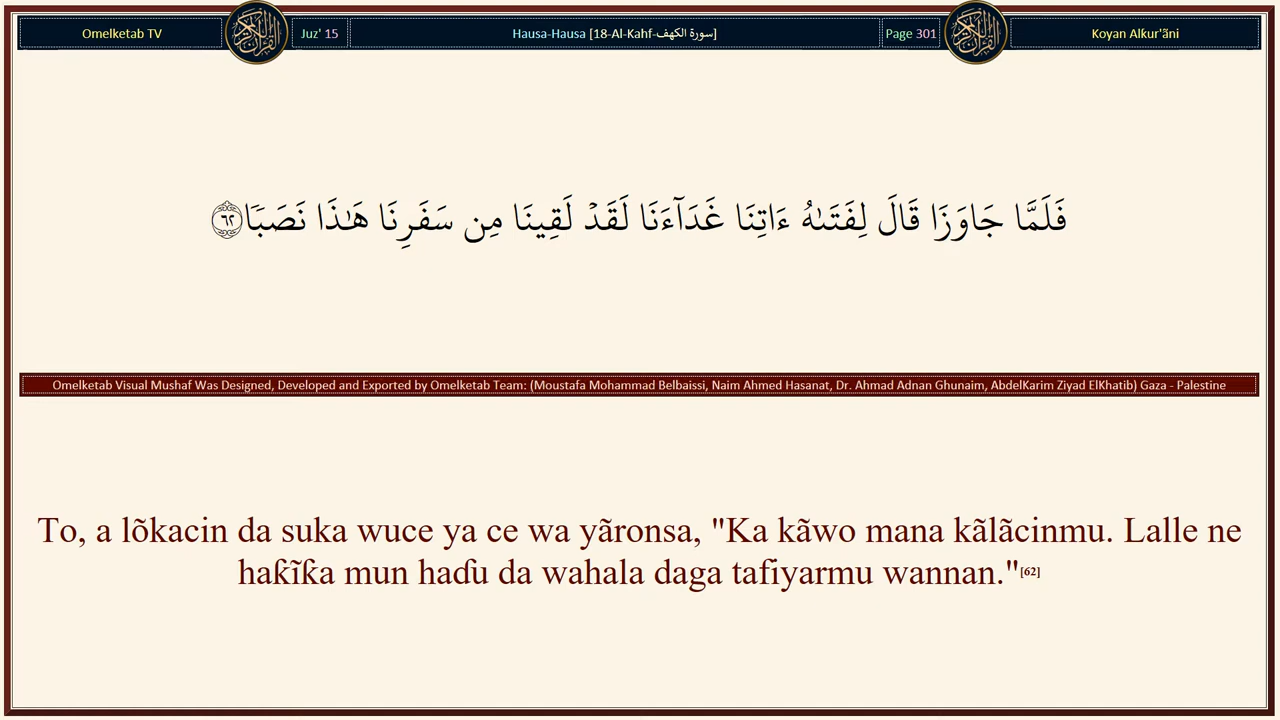 Omelketab TV
Juz' 15
Hausa-Hausa [18-Al-Kahf-سورة الكهف]
Page 301
Koyan Alƙur'ãni
فَلَمَّا جَاوَزَا قَالَ لِفَتَىٰهُ ءَاتِنَا غَدَآءَنَا لَقَدۡ لَقِينَا مِن سَفَرِنَا هَٰذَا نَصَبٗا ٦٢
Omelketab Visual Mushaf Was Designed, Developed and Exported by Omelketab Team: (Moustafa Mohammad Belbaissi, Naim Ahmed Hasanat, Dr. Ahmad Adnan Ghunaim, AbdelKarim Ziyad ElKhatib) Gaza - Palestine
To, a lõkacin da suka wuce ya ce wa yãronsa, "Ka kãwo mana kãlãcinmu. Lalle ne
haƙĩƙa mun haɗu da wahala daga tafiyarmu wannan."[62]